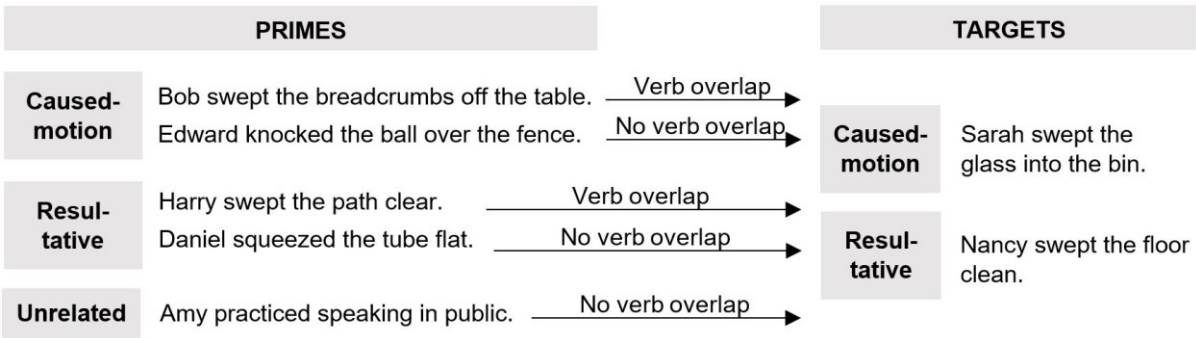 PRIMES
TARGETS
Caused-
motion
Bob swept the breadcrumbs off the table.
Verb overlap
Edward knocked the ball over the fence.
No verb overlap
Resul-
tative
Harry swept the path clear.
Verb overlap
Daniel squeezed the tube flat.
No verb overlap
Unrelated
Amy practiced speaking in public.
No verb overlap
Caused-
motion
Sarah swept the
glass into the bin.
Resul-
tative
Nancy swept the floor
clean.